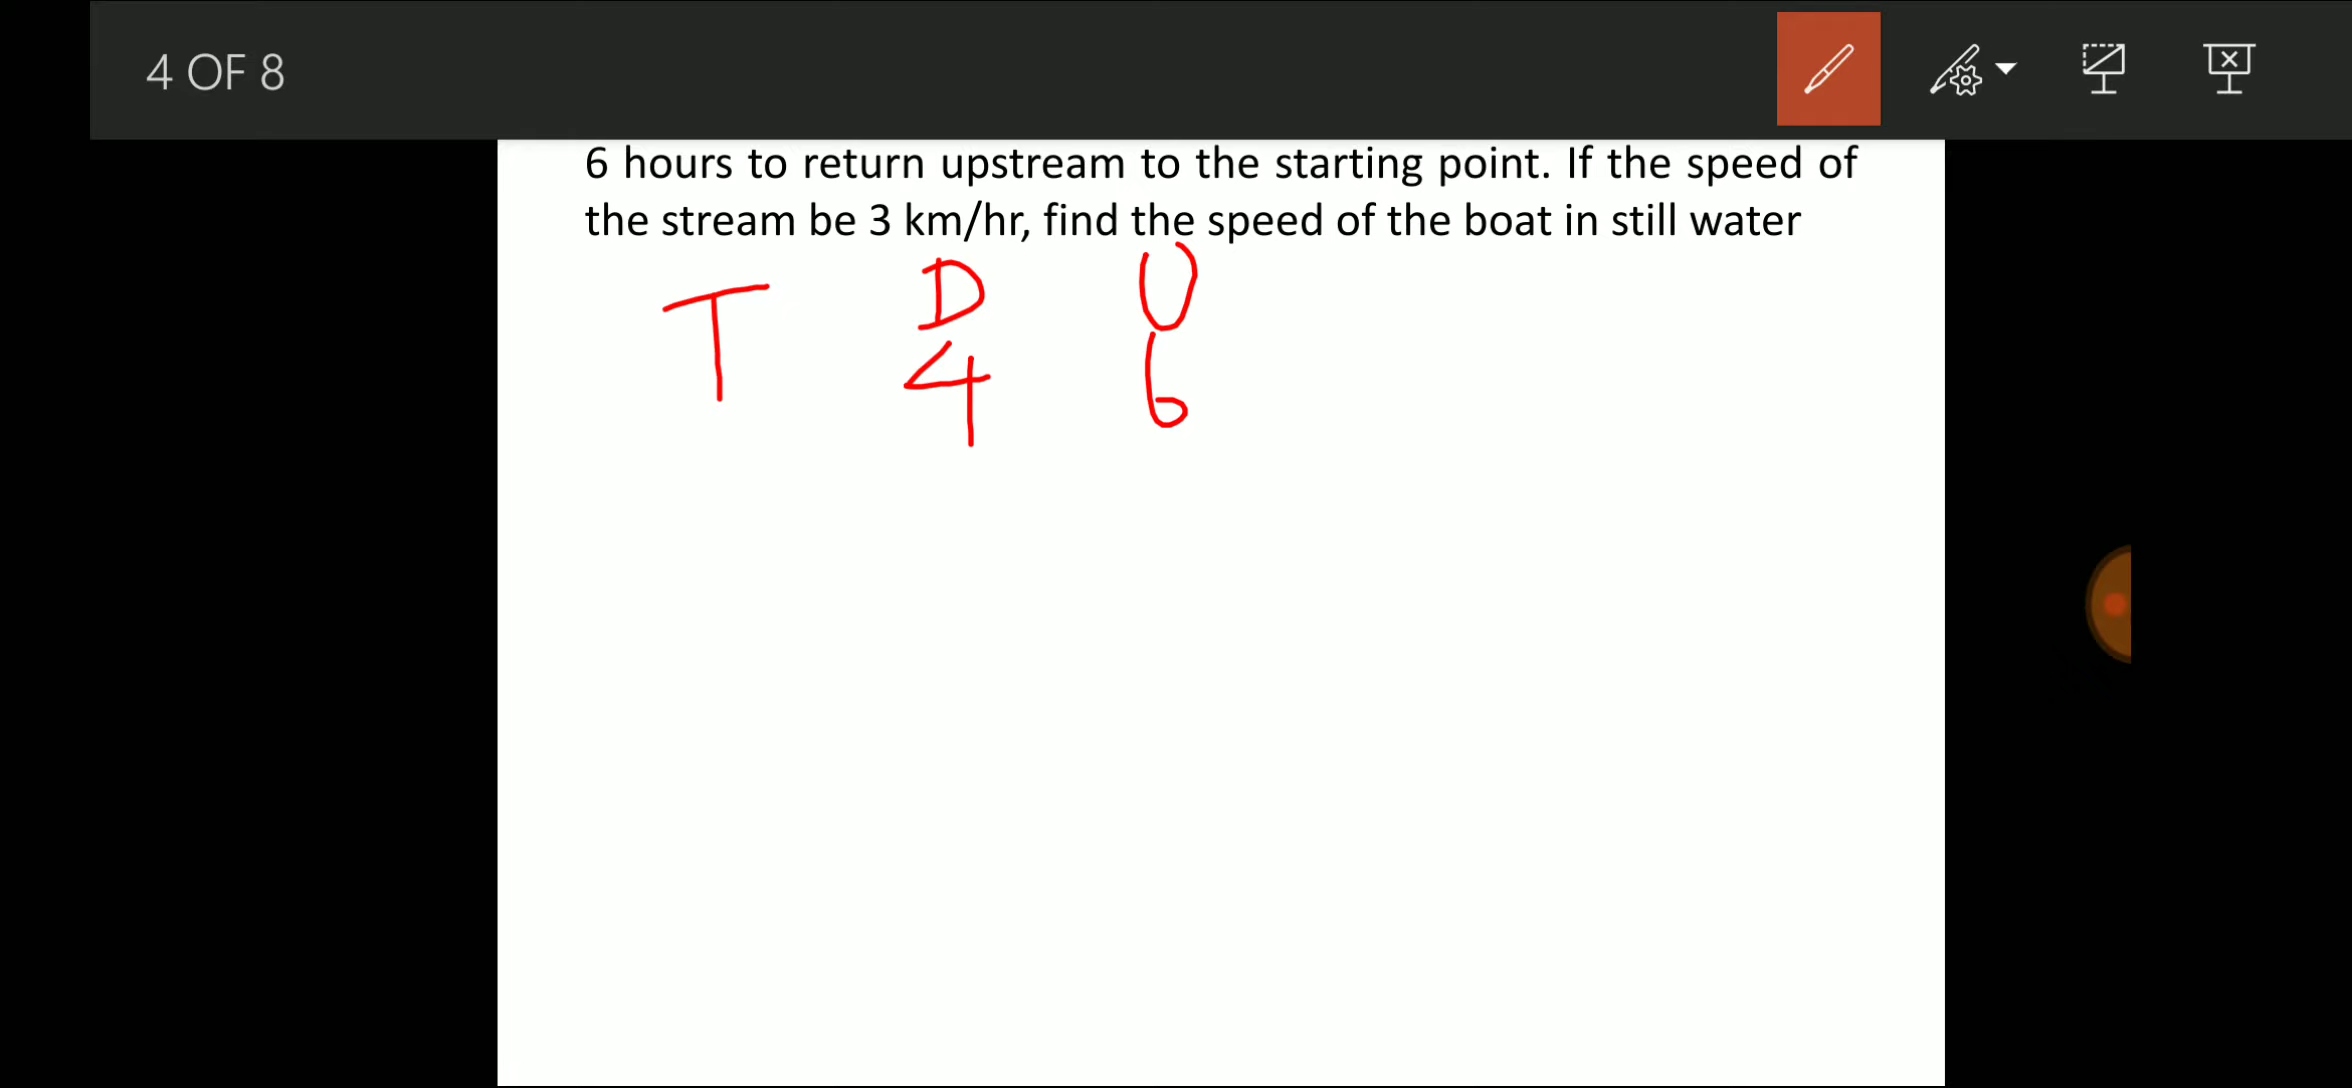 4 OF 8
6 hours to return upstream to the starting point. If the speed of
the stream be 3 km/hr, find the speed of the boat in still water
T D U
4 6